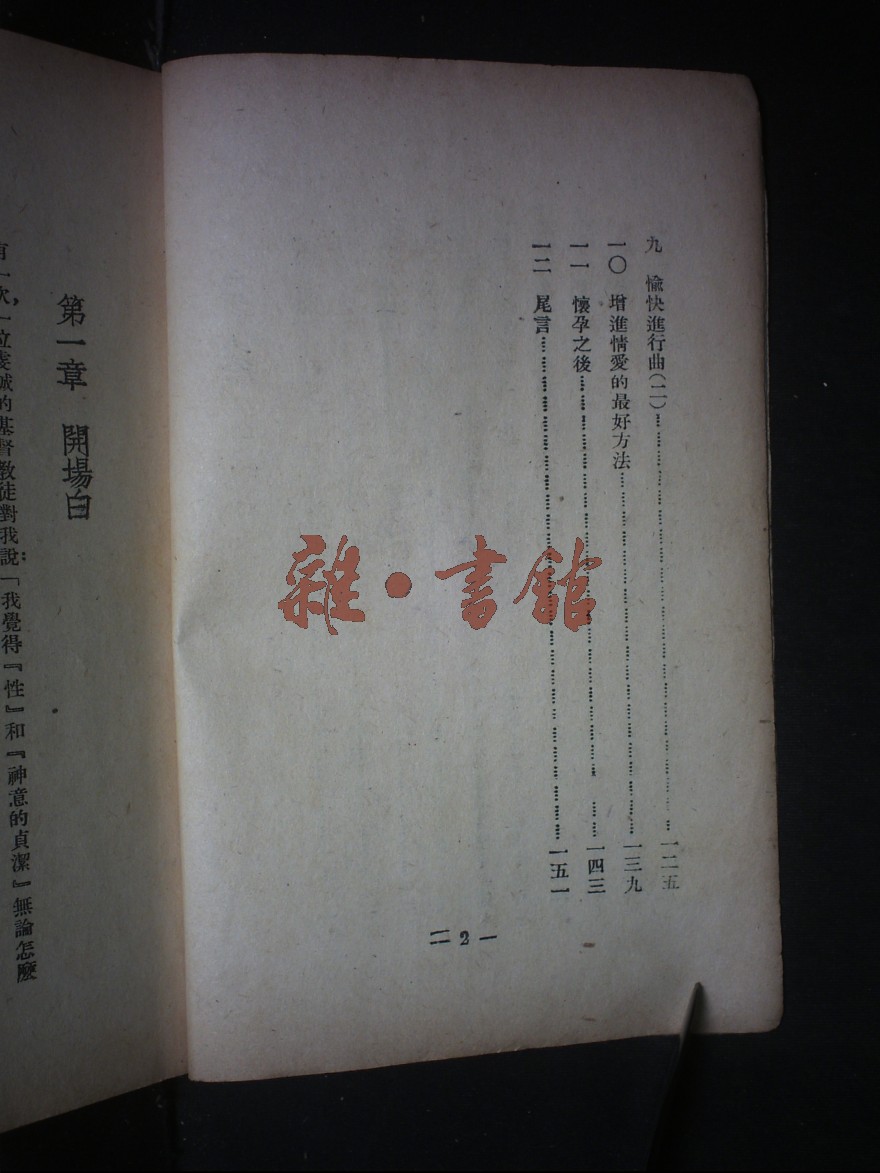 九 愉快進行曲(二)…………一二五
一〇 增進情愛的最好方法…………一三九
一一 懷孕之後…………一四三
一二 尾言…………一五一
— 2 —
雜·書館
第一章 開場白
有一次,一位虔誠的基督教徒對我說:「我覺得『性』和『神意的貞潔』無論怎麼